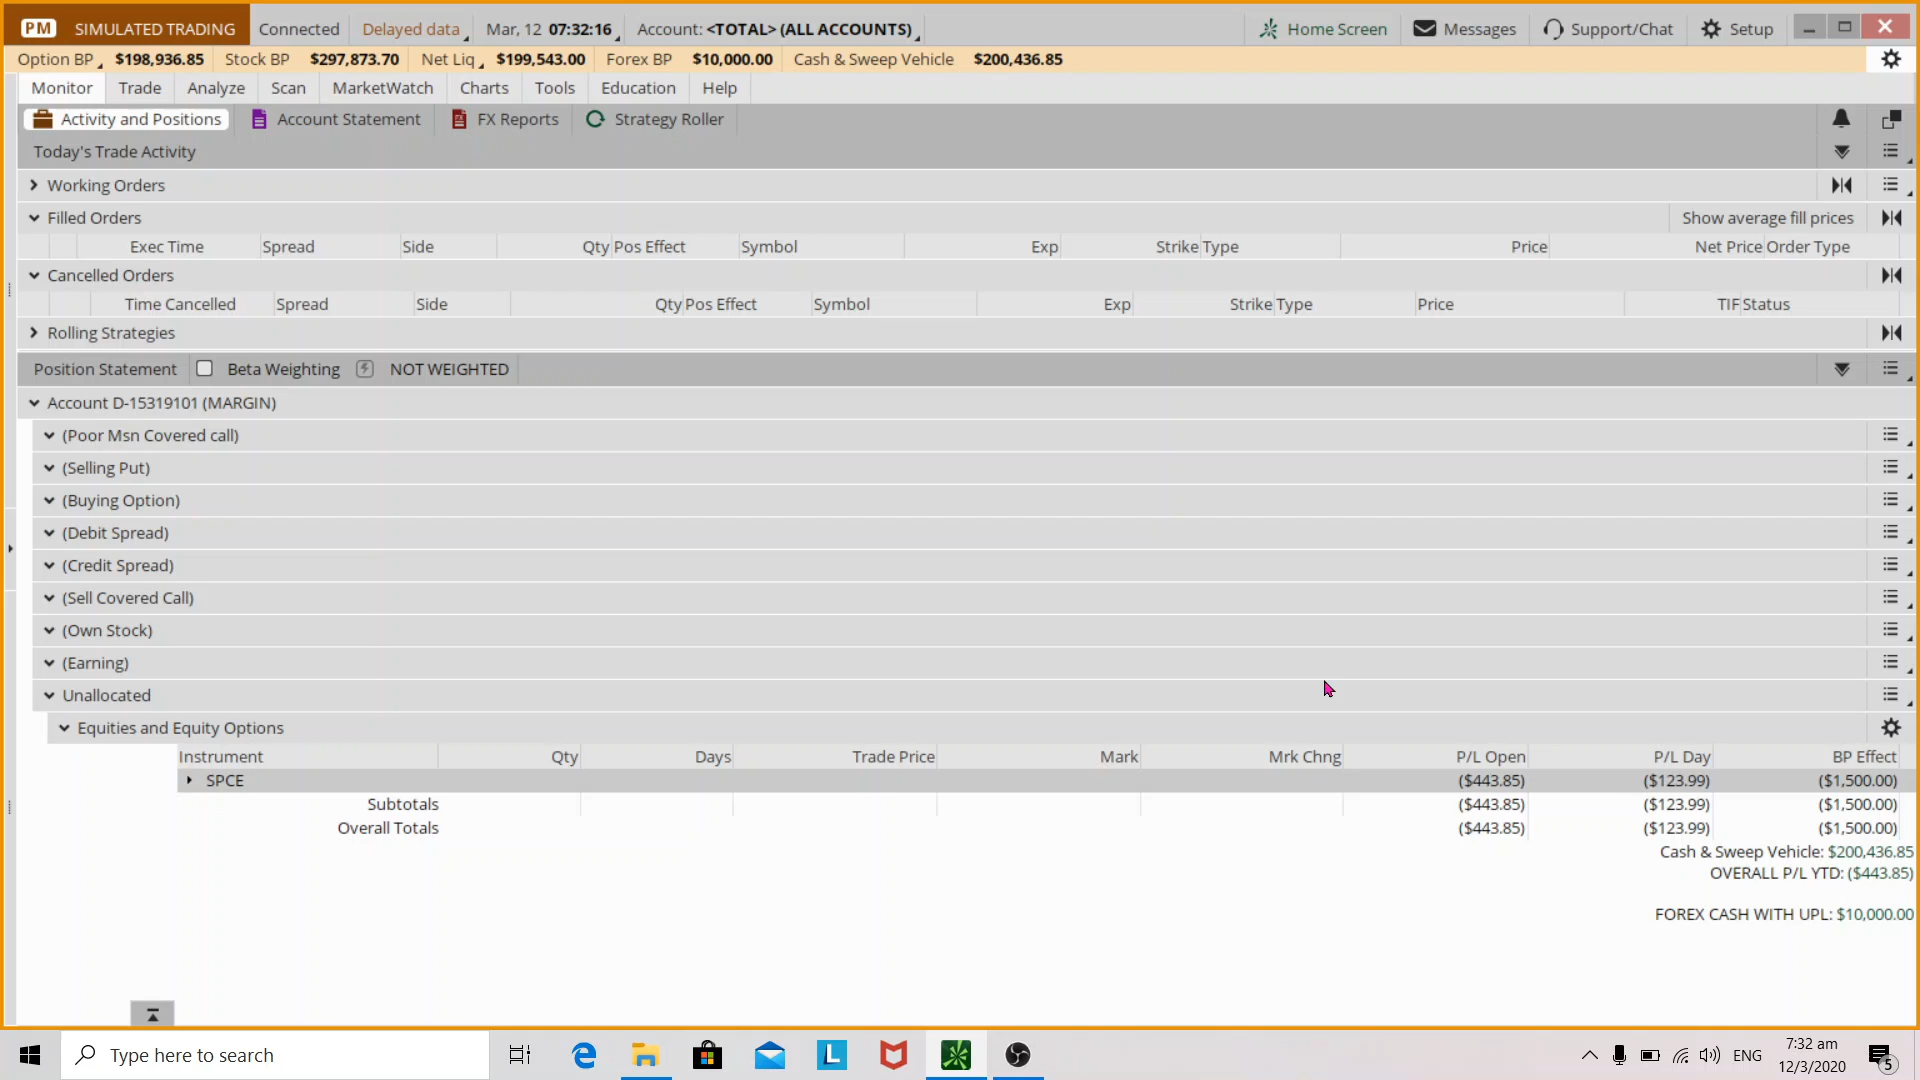 PM SIMULATED TRADING Connected Delayed data Mar, 12 07:32:16 Account: <TOTAL> (ALL ACCOUNTS) Home Screen Messages Support/Chat Setup
Option BP $198,936.85 Stock BP $297,873.70 Net Liq $199,543.00 Forex BP $10,000.00 Cash & Sweep Vehicle $200,436.85
Monitor Trade Analyze Scan MarketWatch Charts Tools Education Help
Activity and Positions Account Statement FX Reports Strategy Roller
Today's Trade Activity
Working Orders
Filled Orders Show average fill prices
Exec Time Spread Side Qty Pos Effect Symbol Exp Strike Type Price Net Price Order Type
Cancelled Orders
Time Cancelled Spread Side Qty Pos Effect Symbol Exp Strike Type Price TIF Status
Rolling Strategies
Position Statement Beta Weighting NOT WEIGHTED
Account D-15319101 (MARGIN)
(Poor Msn Covered call)
(Selling Put)
(Buying Option)
(Debit Spread)
(Credit Spread)
(Sell Covered Call)
(Own Stock)
(Earning)
Unallocated
Equities and Equity Options
Instrument Qty Days Trade Price Mark Mrk Chng P/L Open P/L Day BP Effect
SPCE ($443.85) ($123.99) ($1,500.00)
Subtotals ($443.85) ($123.99) ($1,500.00)
Overall Totals ($443.85) ($123.99) ($1,500.00)
Cash & Sweep Vehicle: $200,436.85
OVERALL P/L YTD: ($443.85)
FOREX CASH WITH UPL: $10,000.00
Type here to search L ENG 7:32 am
12/3/2020 5